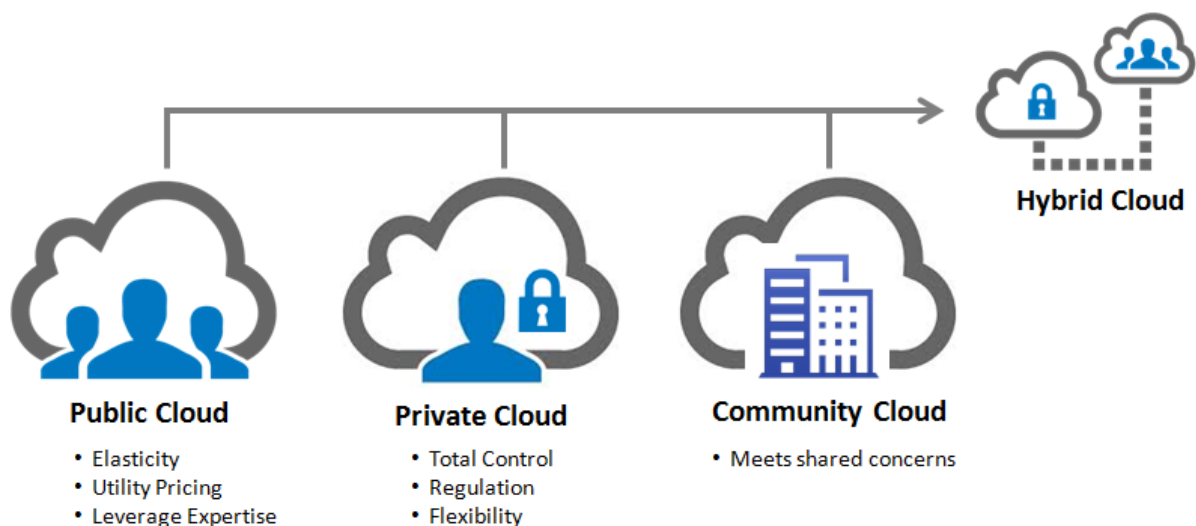 Hybrid Cloud
Public Cloud
• Elasticity
• Utility Pricing
• Leverage Expertise
Private Cloud
• Total Control
• Regulation
• Flexibility
Community Cloud
• Meets shared concerns